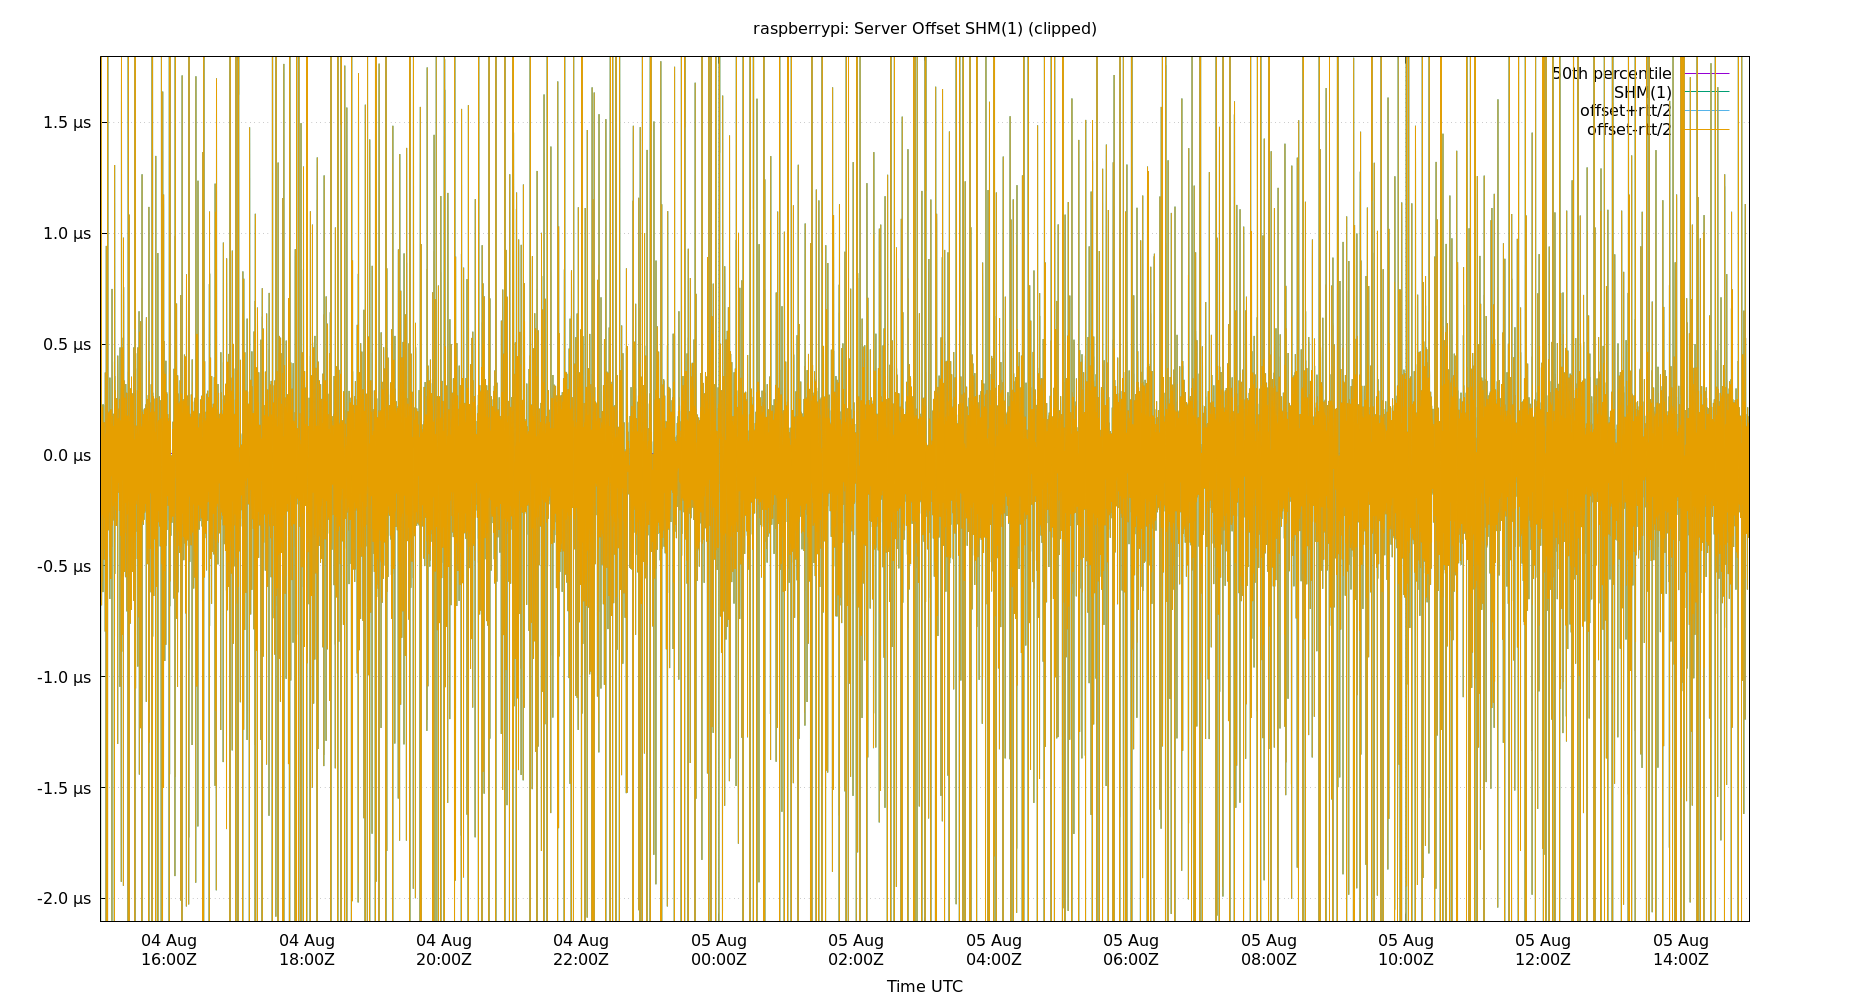 raspberrypi: Server Offset SHM(1) (clipped)
50th percentile
SHM(1)
offset+rtt/2
offset-rtt/2
1.5 µs
1.0 µs
0.5 µs
0.0 µs
-0.5 µs
-1.0 µs
-1.5 µs
-2.0 µs
04 Aug 04 Aug 04 Aug 04 Aug 05 Aug 05 Aug 05 Aug 05 Aug 05 Aug 05 Aug 05 Aug 05 Aug
16:00Z 18:00Z 20:00Z 22:00Z 00:00Z 02:00Z 04:00Z 06:00Z 08:00Z 10:00Z 12:00Z 14:00Z
Time UTC